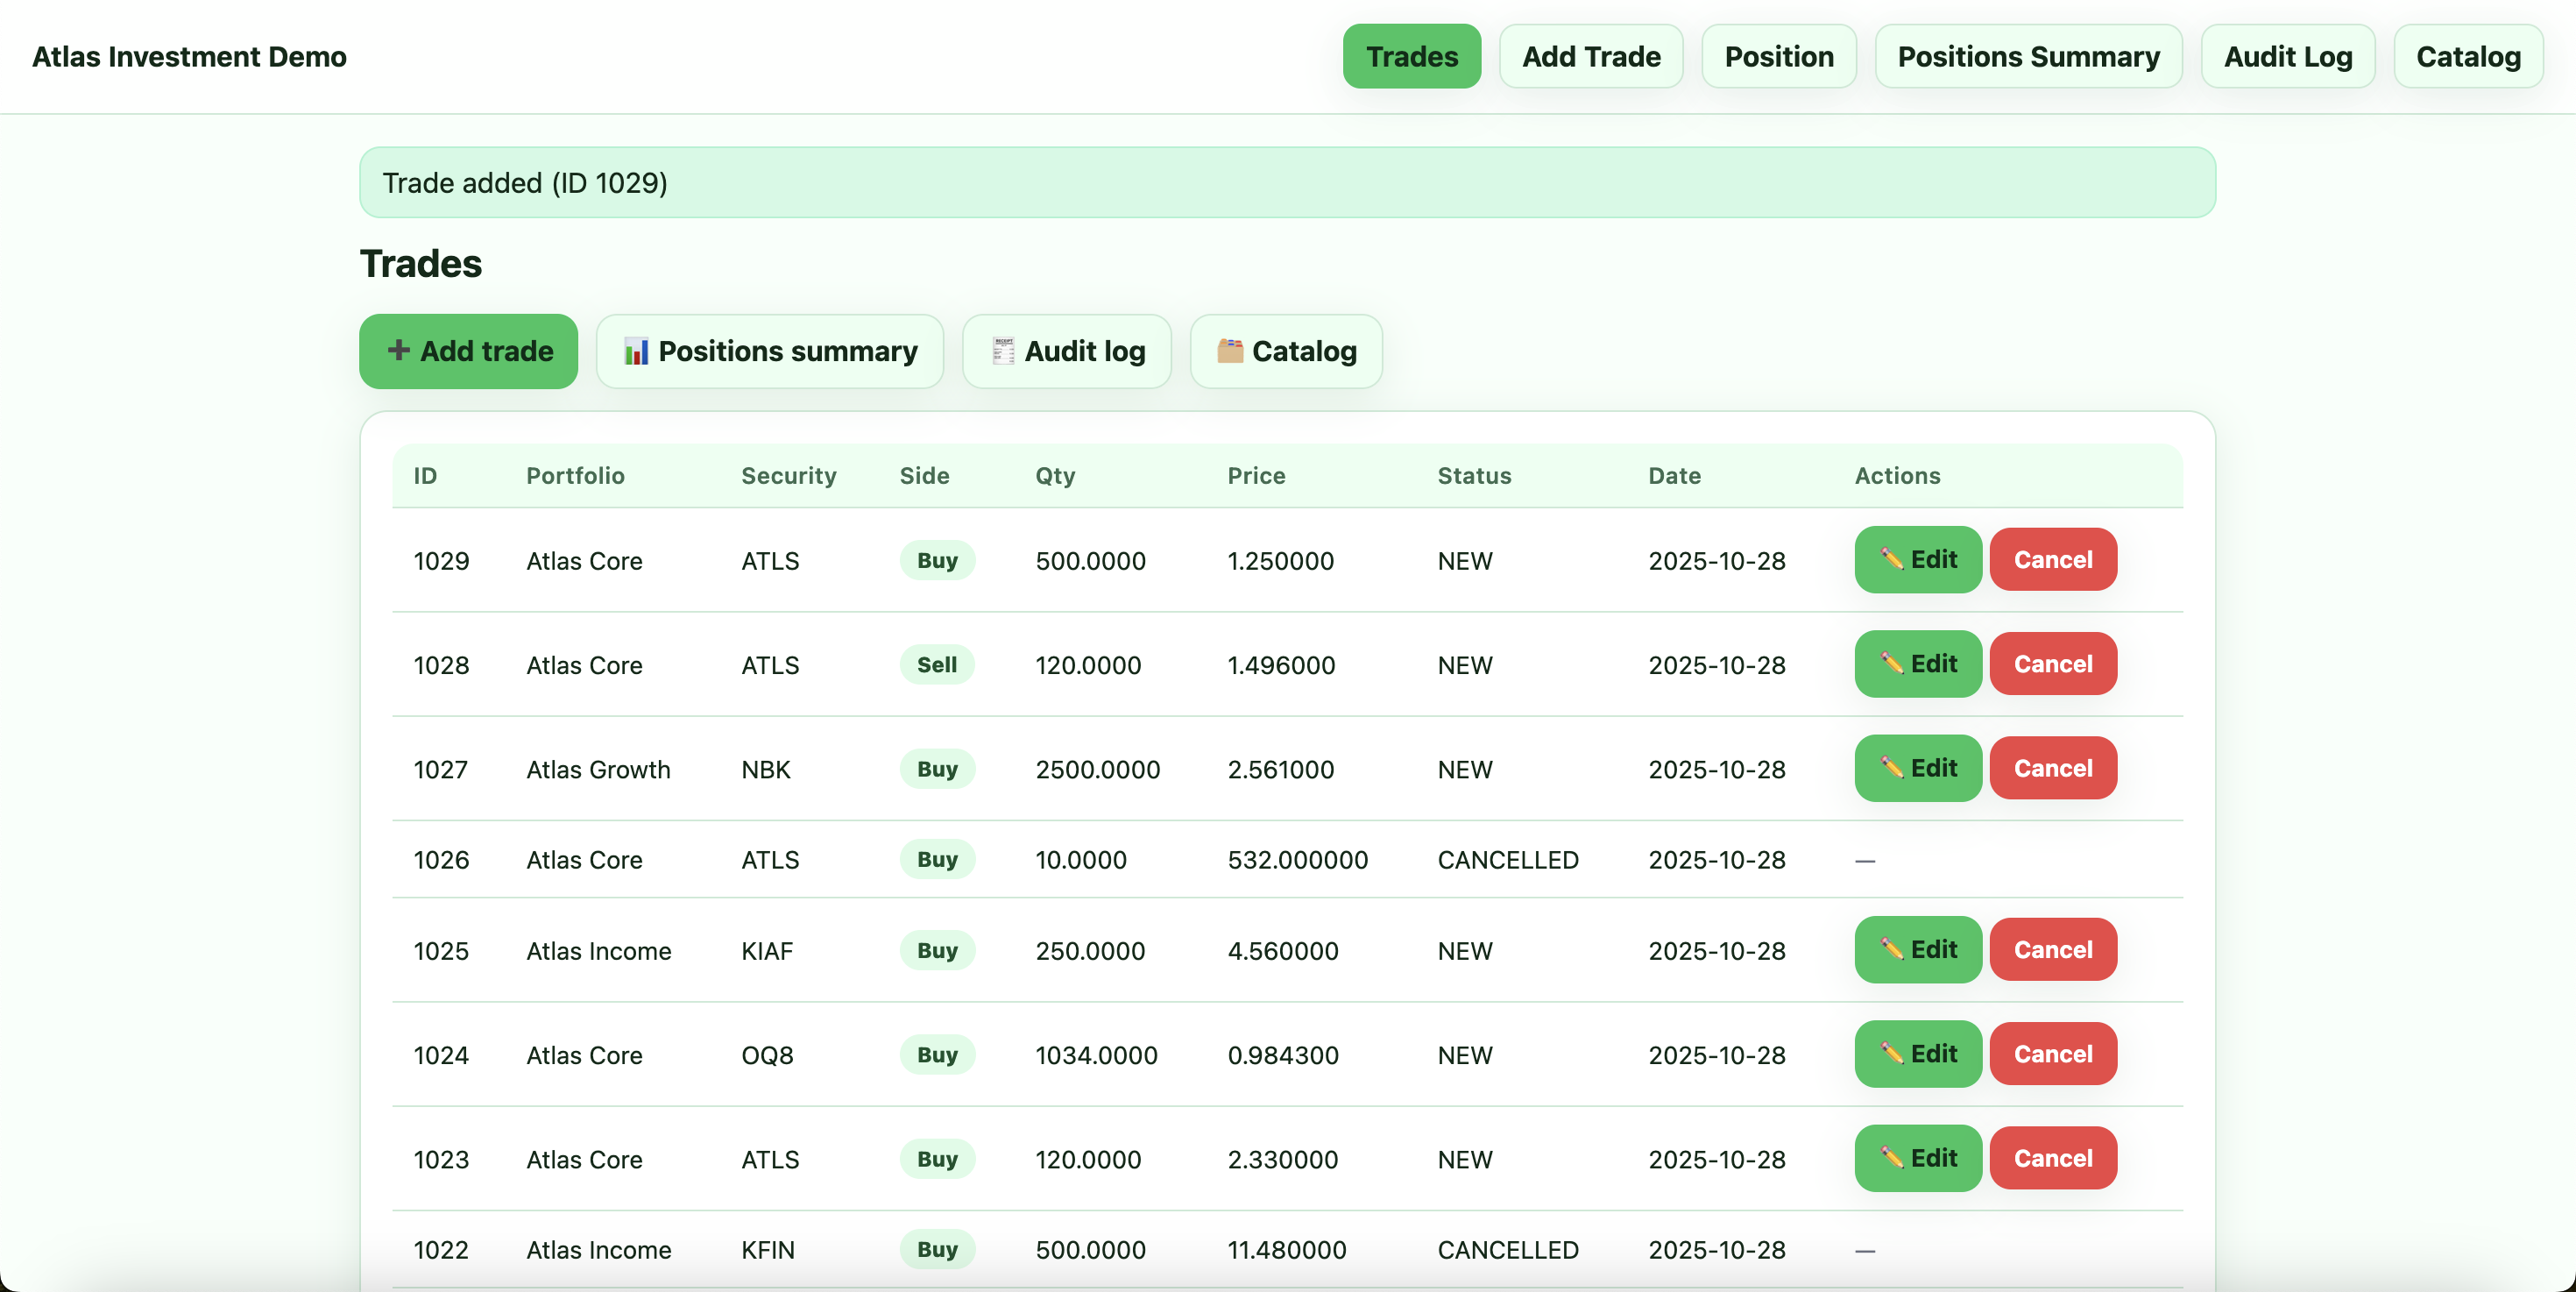 Atlas Investment Demo Trades Add Trade Position Positions Summary Audit Log Catalog
Trade added (ID 1029)
Trades
➕ Add trade 📊 Positions summary 🧾 Audit log 🗂️ Catalog
ID Portfolio Security Side Qty Price Status Date Actions
1029 Atlas Core ATLS Buy 500.0000 1.250000 NEW 2025-10-28 ✏️ Edit Cancel
1028 Atlas Core ATLS Sell 120.0000 1.496000 NEW 2025-10-28 ✏️ Edit Cancel
1027 Atlas Growth NBK Buy 2500.0000 2.561000 NEW 2025-10-28 ✏️ Edit Cancel
1026 Atlas Core ATLS Buy 10.0000 532.000000 CANCELLED 2025-10-28 —
1025 Atlas Income KIAF Buy 250.0000 4.560000 NEW 2025-10-28 ✏️ Edit Cancel
1024 Atlas Core OQ8 Buy 1034.0000 0.984300 NEW 2025-10-28 ✏️ Edit Cancel
1023 Atlas Core ATLS Buy 120.0000 2.330000 NEW 2025-10-28 ✏️ Edit Cancel
1022 Atlas Income KFIN Buy 500.0000 11.480000 CANCELLED 2025-10-28 —